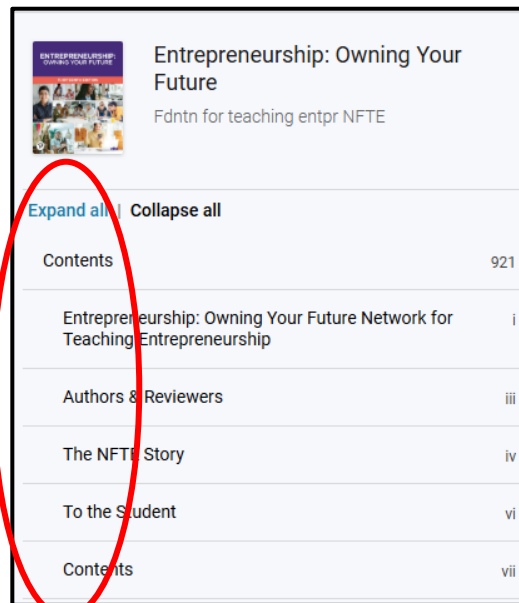 ENTREPRENEURSHIP:
OWNING YOUR FUTURE
Entrepreneurship: Owning Your
Future
Fdntn for teaching entpr NFTE
Expand all | Collapse all
Contents 921
Entrepreneurship: Owning Your Future Network for i
Teaching Entrepreneurship
Authors & Reviewers iii
The NFTE Story iv
To the Student vi
Contents vii